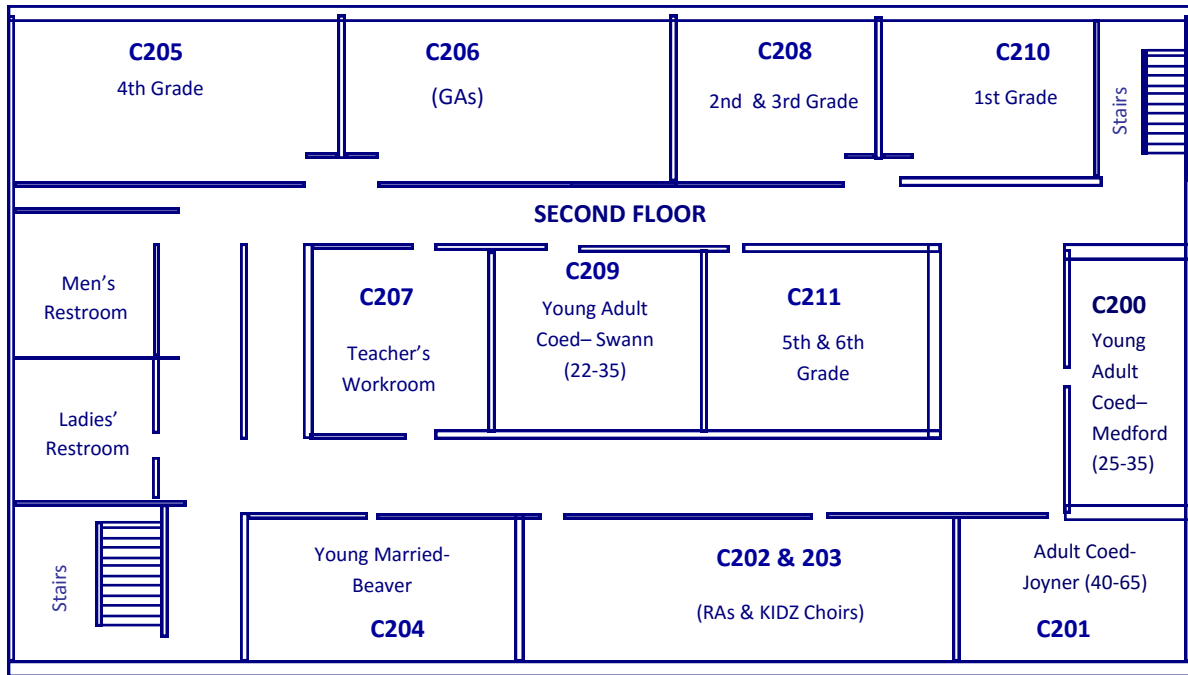 C205
4th Grade
C206
(GAs)
C208
2nd & 3rd Grade
C210
1st Grade
Stairs
SECOND FLOOR
Men’s
Restroom
Ladies’
Restroom
C207
Teacher’s
Workroom
C209
Young Adult
Coed– Swann
(22-35)
C211
5th & 6th
Grade
C200
Young
Adult
Coed–
Medford
(25-35)
Stairs
Young Married-
Beaver
C204
C202 & 203
(RAs & KIDZ Choirs)
Adult Coed-
Joyner (40-65)
C201